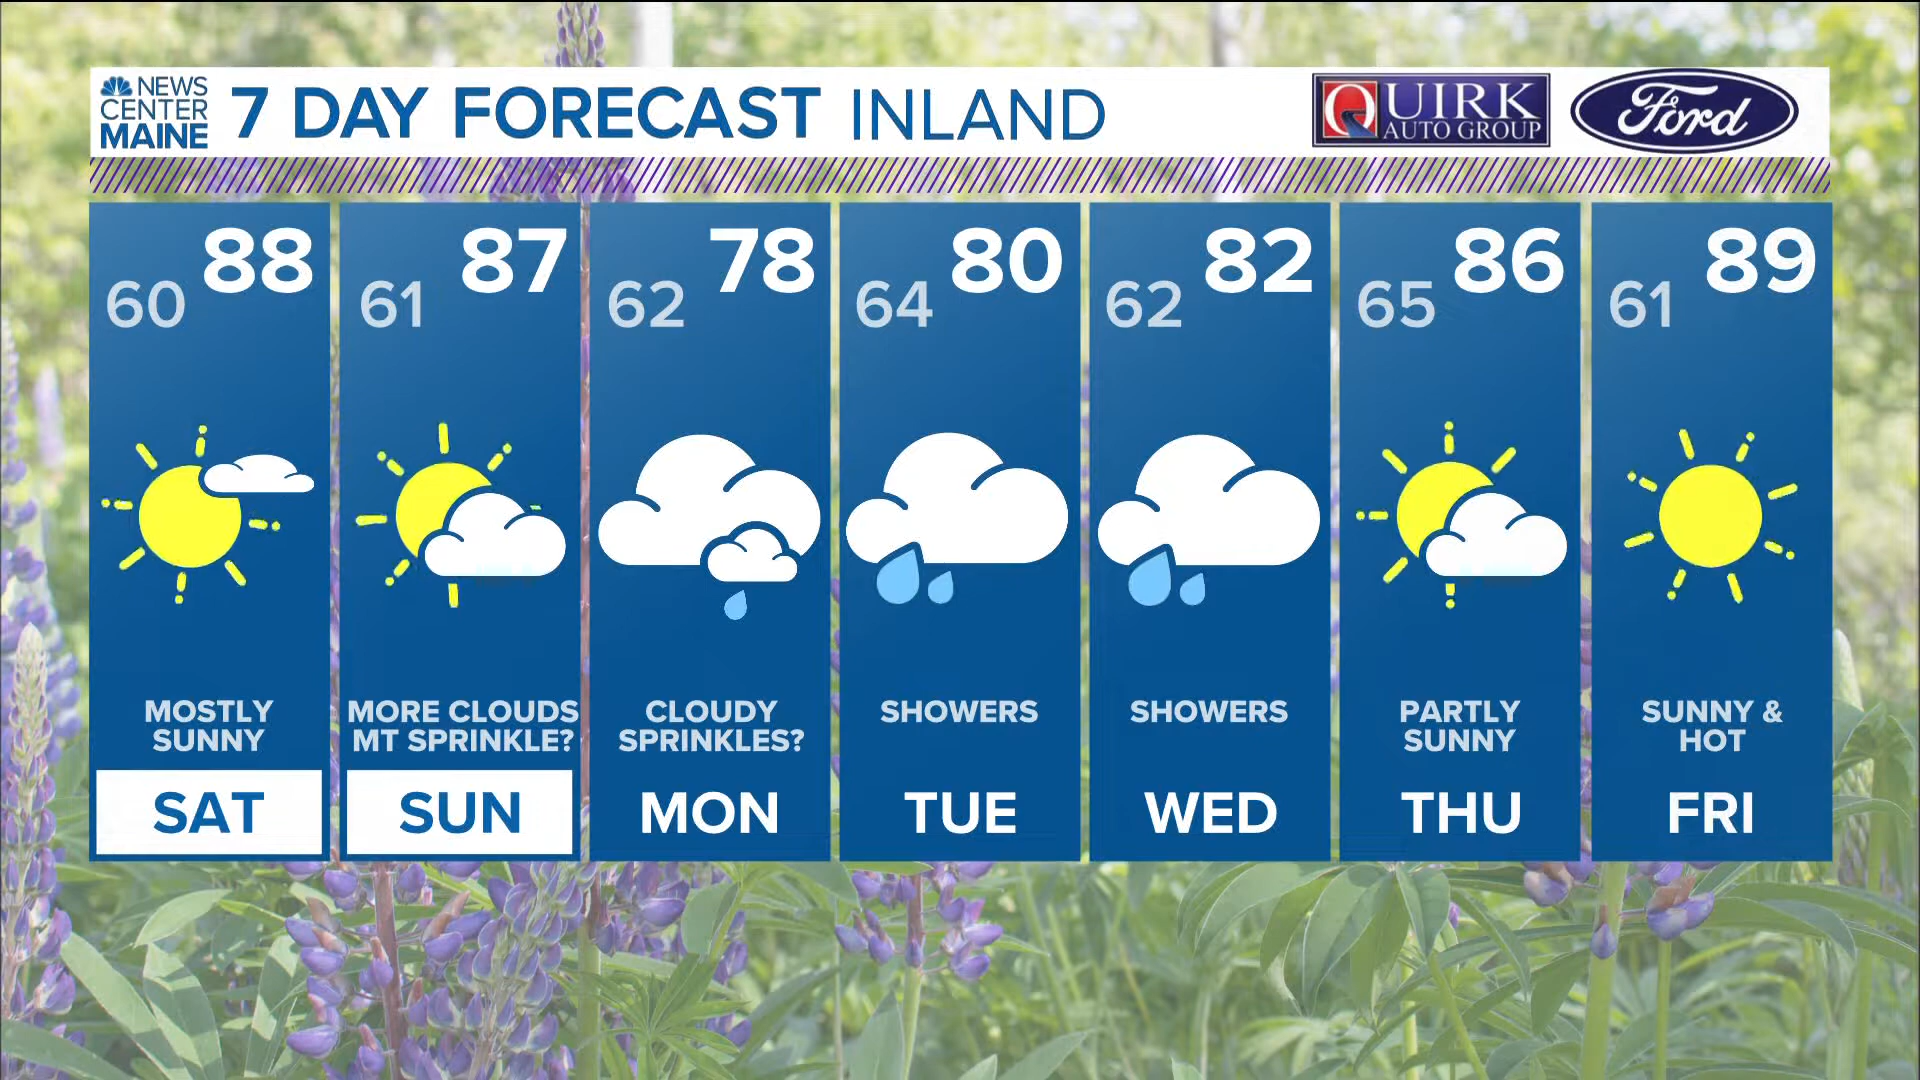 NEWS
CENTER
MAINE
7 DAY FORECAST INLAND
QUIRK
AUTO GROUP
Ford
60 88
61 87
62 78
64 80
62 82
65 86
61 89
MOSTLY
SUNNY
MORE CLOUDS
MT SPRINKLE?
CLOUDY
SPRINKLES?
SHOWERS
SHOWERS
PARTLY
SUNNY
SUNNY &
HOT
SAT
SUN
MON
TUE
WED
THU
FRI